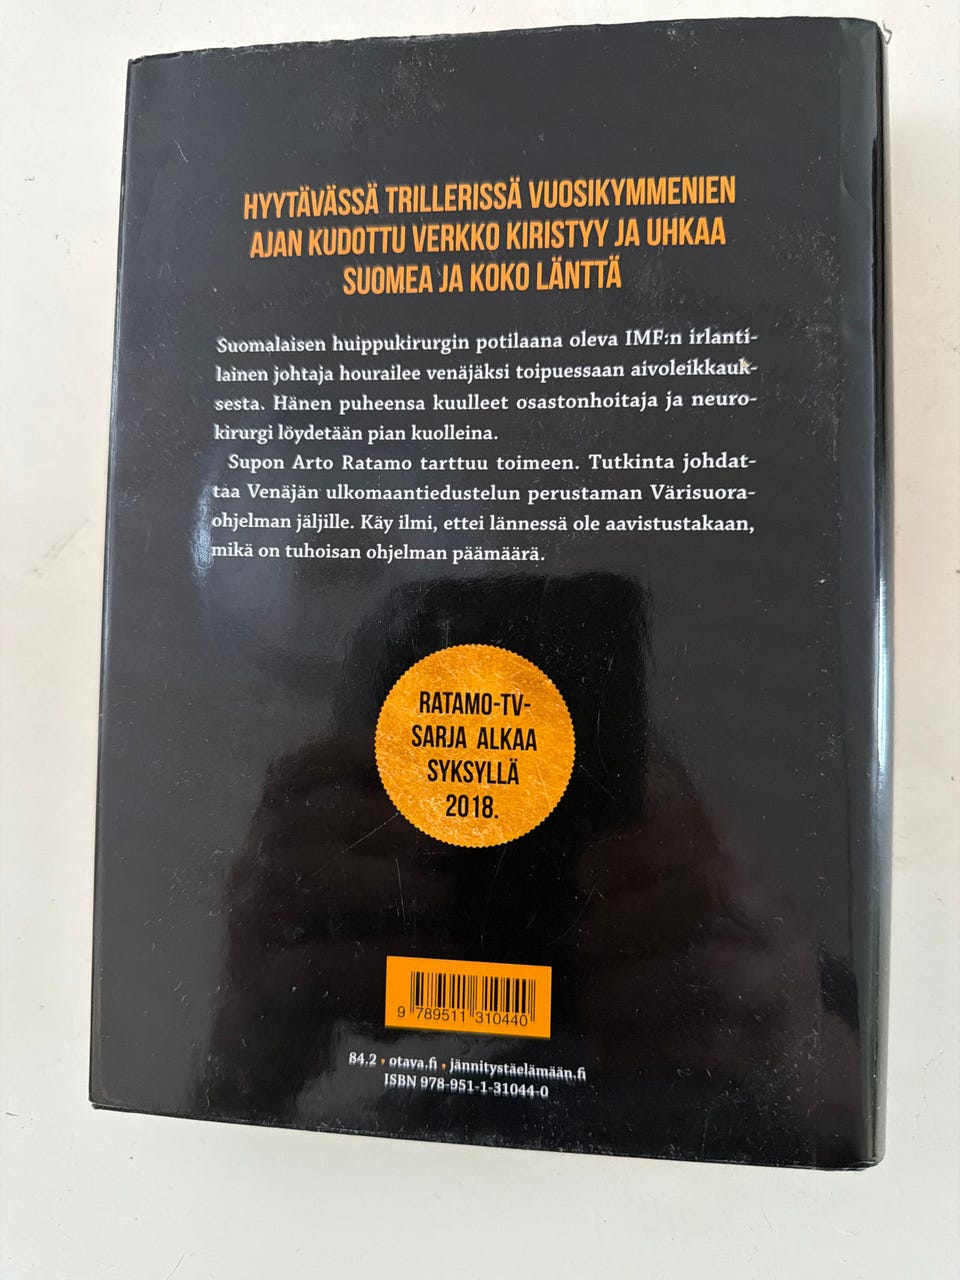 HYYTÄVÄSSÄ TRILLERISSÄ VUOSIKYMMENIEN
AJAN KUDOTTU VERKKO KIRISTYY JA UHKAA
SUOMEA JA KOKO LÄNTTÄ
Suomalaisen huippukirurgin potilaana oleva IMF:n irlanti-
lainen johtaja hourailee venäjäksi toipuessaan aivoleikkauk-
sesta. Hänen puheensa kuulleet osastonhoitaja ja neuro-
kirurgi löydetään pian kuolleina.
Supon Arto Ratamo tarttuu toimeen. Tutkinta johdat-
taa Venäjän ulkomaantiedustelun perustaman Värisuora-
ohjelman jäljille. Käy ilmi, ettei lännessä ole aavistustakaan,
mikä on tuhoisan ohjelman päämäärä.
RATAMO-TV-
SARJA ALKAA
SYKSYLLÄ
2018.
9 789511 310440
84.2 • otava.fi • jännitystäelämään.fi
ISBN 978-951-1-31044-0